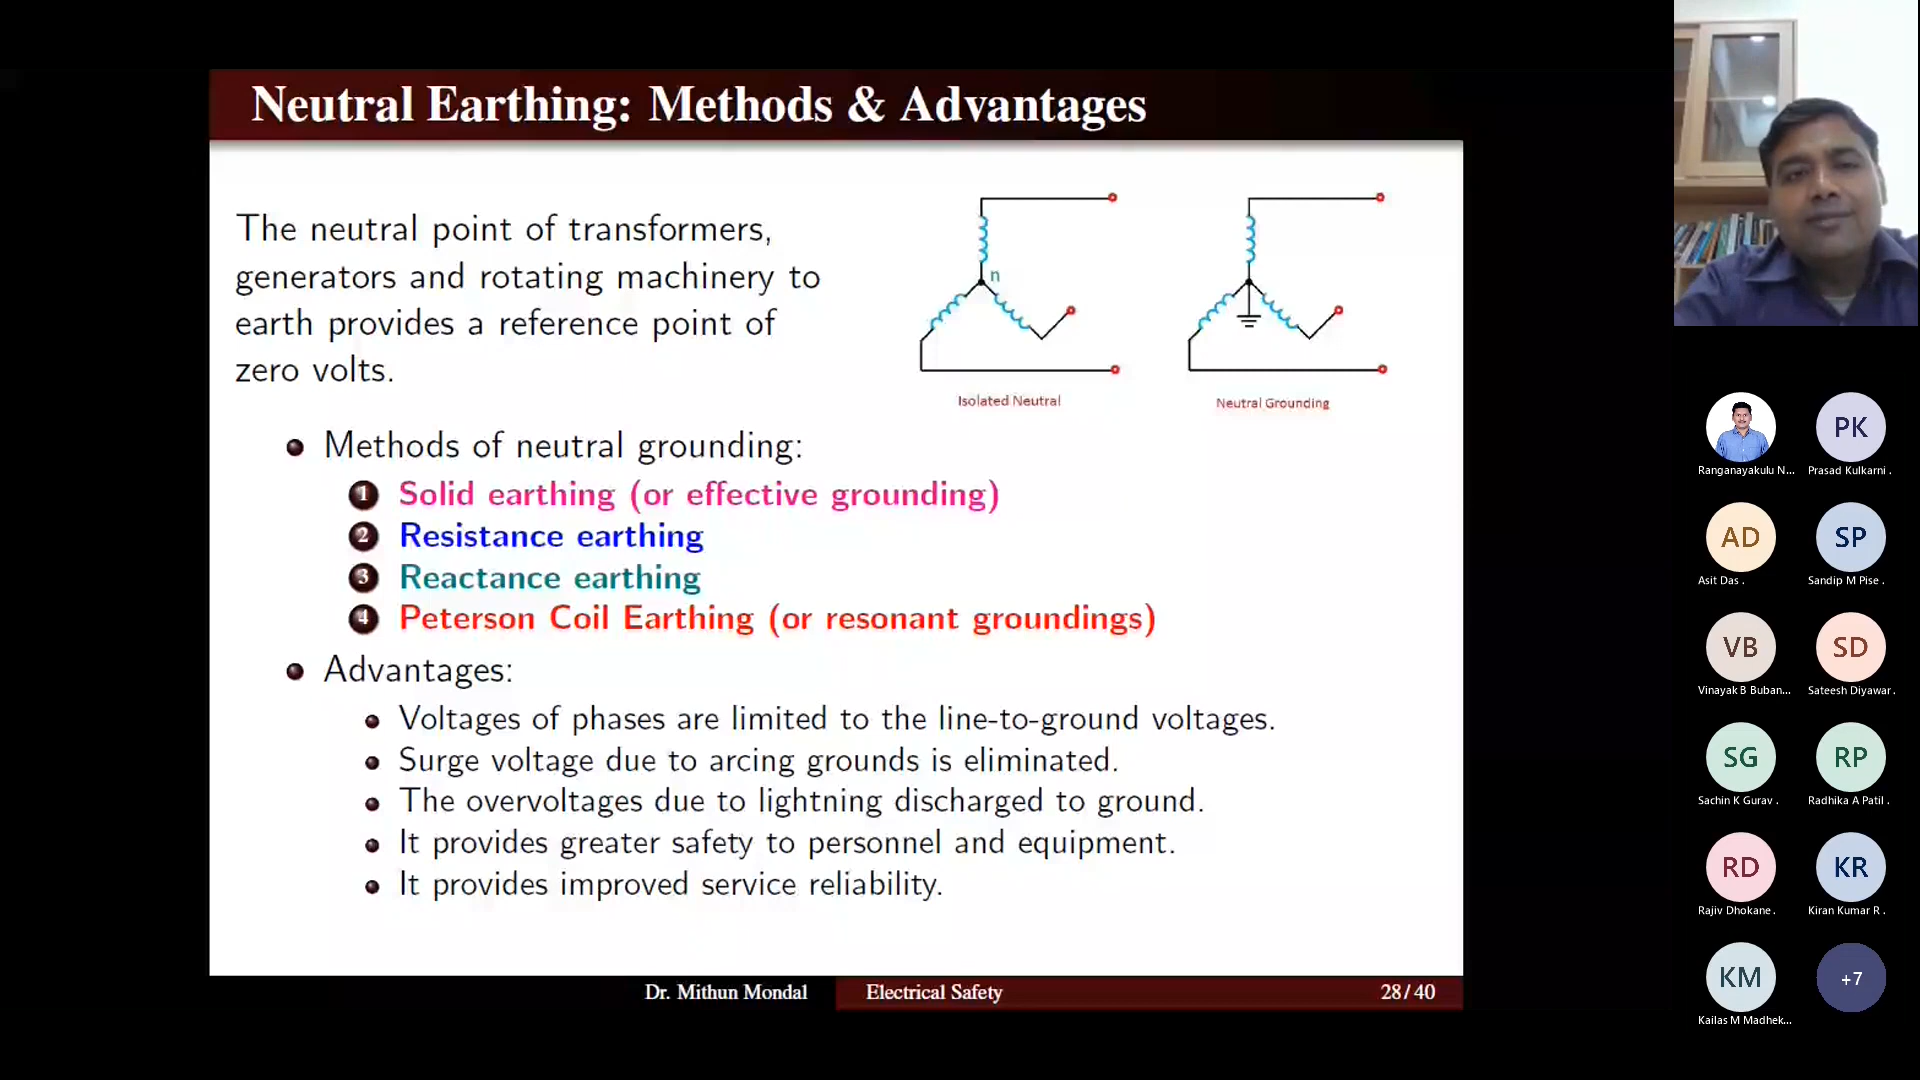 Neutral Earthing: Methods & Advantages
The neutral point of transformers,
generators and rotating machinery to
earth provides a reference point of
zero volts.
n
Isolated Neutral
Neutral Grounding
Methods of neutral grounding:
1 Solid earthing (or effective grounding)
2 Resistance earthing
3 Reactance earthing
4 Peterson Coil Earthing (or resonant groundings)
Advantages:
Voltages of phases are limited to the line-to-ground voltages.
Surge voltage due to arcing grounds is eliminated.
The overvoltages due to lightning discharged to ground.
It provides greater safety to personnel and equipment.
It provides improved service reliability.
Dr. Mithun Mondal
Electrical Safety
28/40
Ranganayakulu N...
PK
Prasad Kulkarni .
AD
Asit Das .
SP
Sandip M Pise .
VB
Vinayak B Buban...
SD
Sateesh Diyawar.
SG
Sachin K Gurav .
RP
Radhika A Patil .
RD
Rajiv Dhokane .
KR
Kiran Kumar R .
KM
Kailas M Madhek...
+7